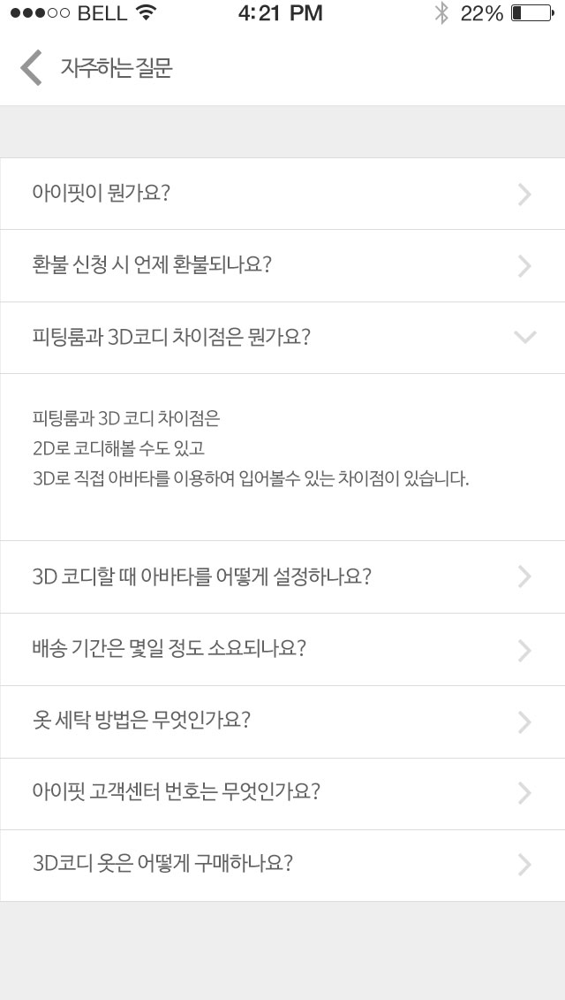 BELL 4:21 PM 22%
자주하는 질문
아이핏이 뭔가요?
환불 신청 시 언제 환불되나요?
피팅룸과 3D코디 차이점은 뭔가요?
피팅룸과 3D 코디 차이점은
2D로 코디해볼 수도 있고
3D로 직접 아바타를 이용하여 입어볼수 있는 차이점이 있습니다.
3D 코디할 때 아바타를 어떻게 설정하나요?
배송 기간은 몇일 정도 소요되나요?
옷 세탁 방법은 무엇인가요?
아이핏 고객센터 번호는 무엇인가요?
3D코디 옷은 어떻게 구매하나요?